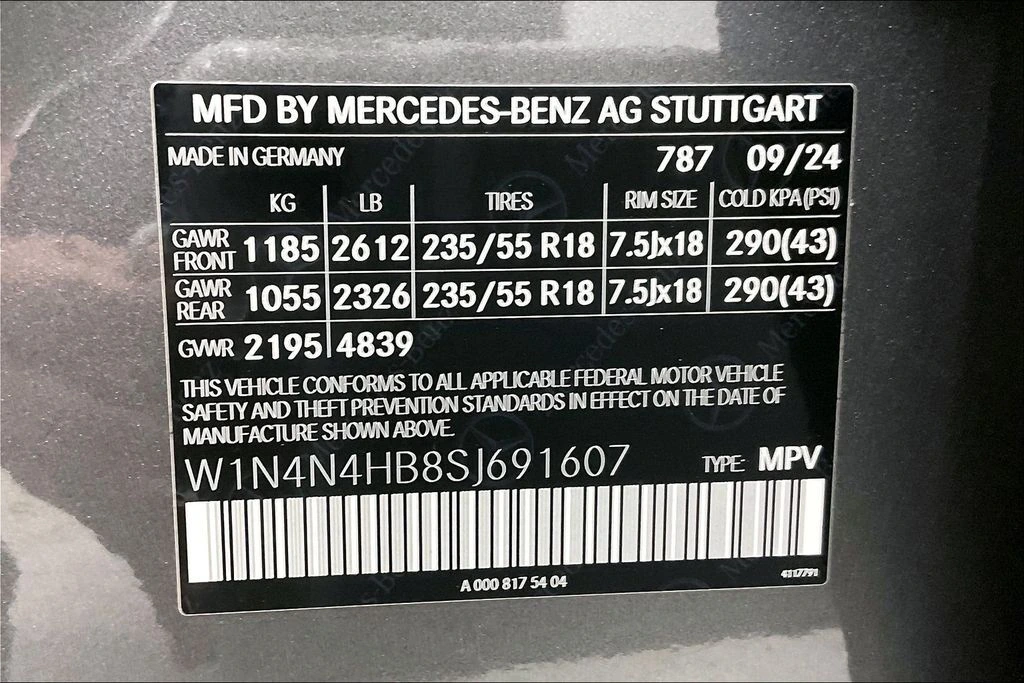 MFD BY MERCEDES-BENZ AG STUTTGART
MADE IN GERMANY 787 09/24
KG LB TIRES RIM SIZE COLD KPA (PSI)
GAWR FRONT 1185 2612 235/55 R18 7.5Jx18 290(43)
GAWR REAR 1055 2326 235/55 R18 7.5Jx18 290(43)
GVWR 2195 4839
THIS VEHICLE CONFORMS TO ALL APPLICABLE FEDERAL MOTOR VEHICLE
SAFETY AND THEFT PREVENTION STANDARDS IN EFFECT ON THE DATE OF
MANUFACTURE SHOWN ABOVE.
W1N4N4HB8SJ691607 TYPE: MPV
A 000 817 54 04